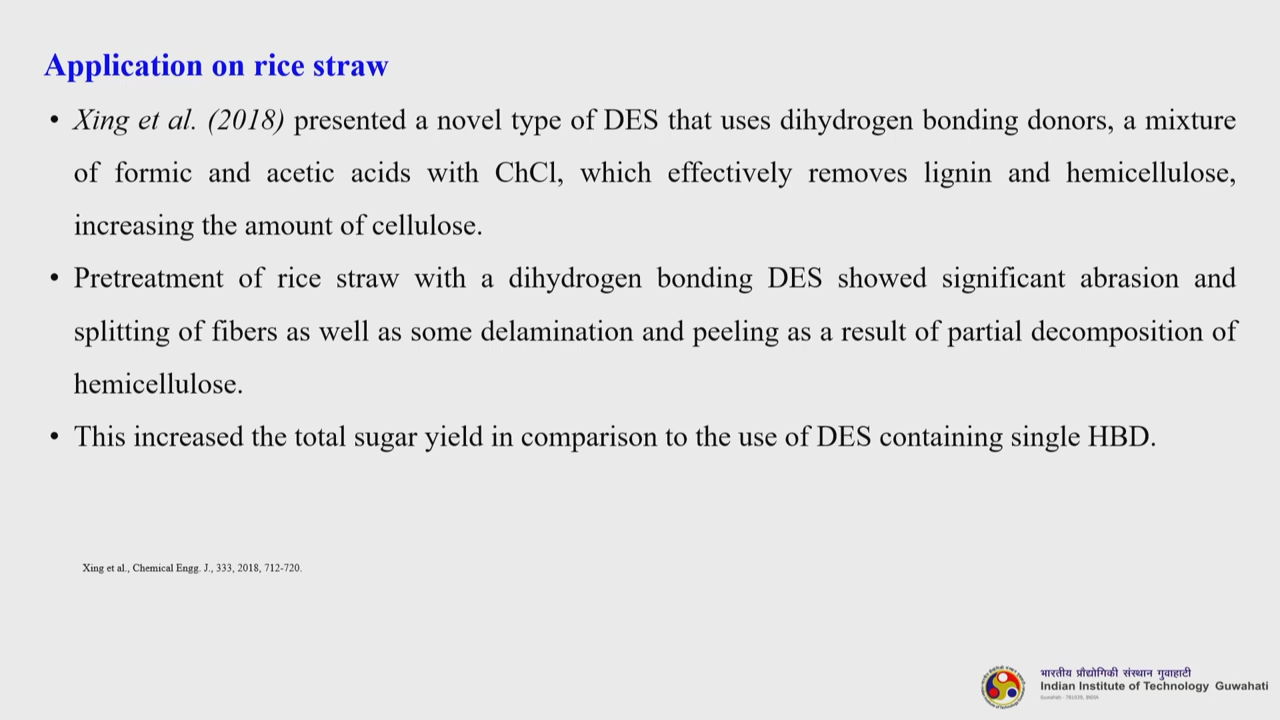 Application on rice straw
• Xing et al. (2018) presented a novel type of DES that uses dihydrogen bonding donors, a mixture
of formic and acetic acids with ChCl, which effectively removes lignin and hemicellulose,
increasing the amount of cellulose.
• Pretreatment of rice straw with a dihydrogen bonding DES showed significant abrasion and
splitting of fibers as well as some delamination and peeling as a result of partial decomposition of
hemicellulose.
• This increased the total sugar yield in comparison to the use of DES containing single HBD.
Xing et al., Chemical Engg. J., 333, 2018, 712-720.
भारतीय प्रौद्योगिकी संस्थान गुवाहाटी
Indian Institute of Technology Guwahati
Guwahati - 781039, INDIA